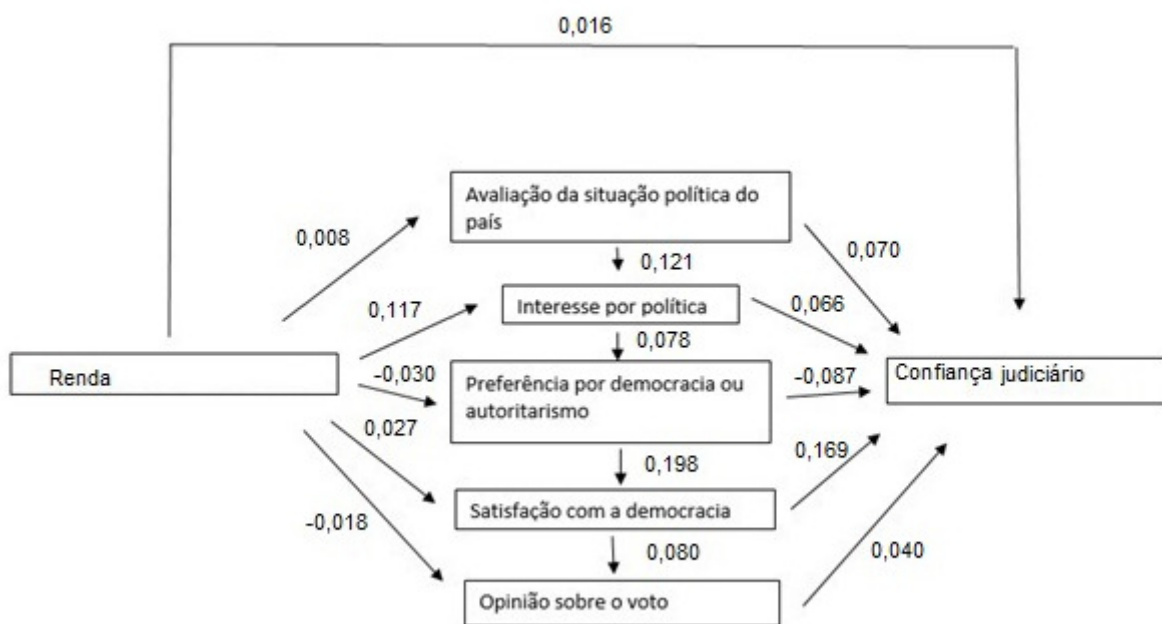 0,016
Avaliação da situação política do
país
0,008
0,070
0,121
Interesse por política
0,117
0,066
0,078
Renda
-0,030
Preferência por democracia ou
autoritarismo
-0,087
Confiança judiciário
0,027
0,169
0,198
Satisfação com a democracia
-0,018
0,080
0,040
Opinião sobre o voto